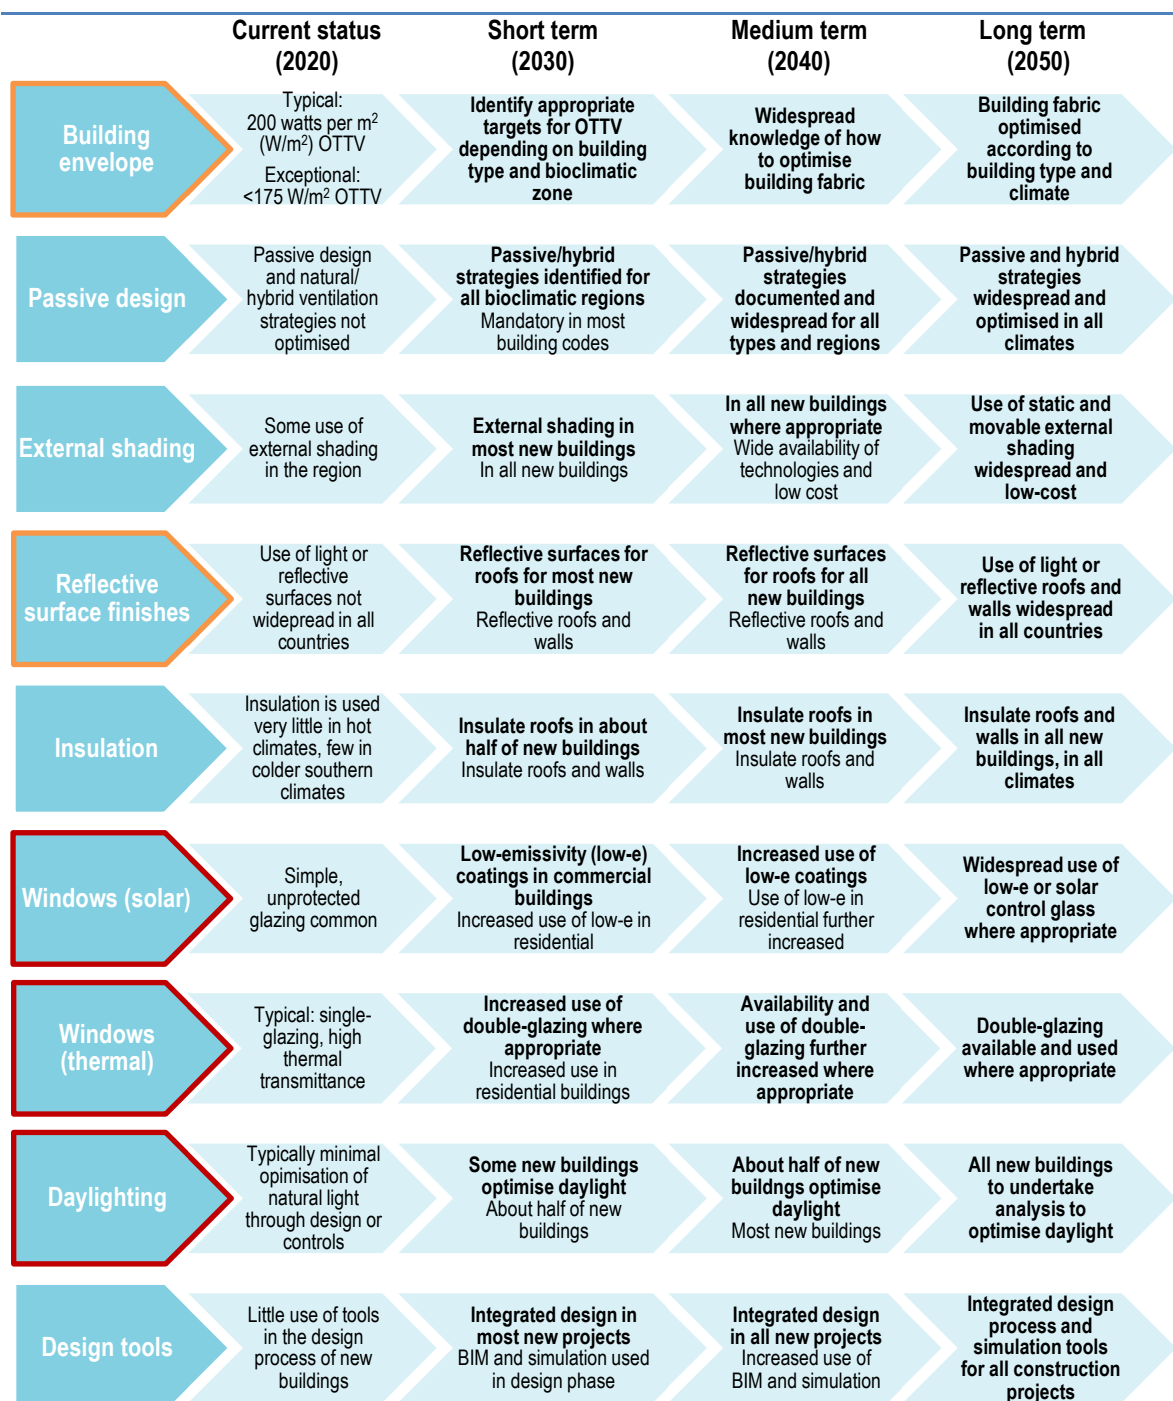 Current status
(2020)
Short term
(2030)
Medium term
(2040)
Long term
(2050)
Building
envelope
Typical:
200 watts per m²
(W/m²) OTTV
Exceptional:
<175 W/m² OTTV
Identify appropriate
targets for OTTV
depending on building
type and bioclimatic
zone
Widespread
knowledge of how
to optimise
building fabric
Building fabric
optimised
according to
building type and
climate
Passive design
Passive design
and natural/
hybrid ventilation
strategies not
optimised
Passive/hybrid
strategies identified for
all bioclimatic regions
Mandatory in most
building codes
Passive/hybrid
strategies
documented and
widespread for all
types and regions
Passive and hybrid
strategies
widespread and
optimised in all
climates
External shading
Some use of
external shading
in the region
External shading in
most new buildings
In all new buildings
In all new buildings
where appropriate
Wide availability of
technologies and
low cost
Use of static and
movable external
shading
widespread and
low-cost
Reflective
surface finishes
Use of light or
reflective
surfaces not
widepread in all
countries
Reflective surfaces for
roofs for most new
buildings
Reflective roofs and
walls
Reflective surfaces
for roofs for all
new buildings
Reflective roofs and
walls
Use of light or
reflective roofs and
walls widespread
in all countries
Insulation
Insulation is used
very little in hot
climates, few in
colder southern
climates
Insulate roofs in about
half of new buildings
Insulate roofs and walls
Insulate roofs in
most new buildings
Insulate roofs and
walls
Insulate roofs and
walls in all new
buildings, in all
climates
Windows (solar)
Simple,
unprotected
glazing common
Low-emissivity (low-e)
coatings in commercial
buildings
Increased use of low-e in
residential
Increased use of
low-e coatings
Use of low-e in
residential further
increased
Widespread use of
low-e or solar
control glass
where appropriate
Windows
(thermal)
Typical: single-
glazing, high
thermal
transmittance
Increased use of
double-glazing where
appropriate
Increased use in
residential buildings
Availability and
use of double-
glazing further
increased where
appropriate
Double-glazing
available and used
where appropriate
Daylighting
Typically minimal
opimisation of
natural light
through design or
controls
Some new buildings
optimise daylight
About half of new
buildings
About half of new
buildngs optimise
daylight
Most new buildings
All new buildings
to undertake
analysis to
optimise daylight
Design tools
Little use of tools
in the design
process of new
buildings
Integrated design in
most new projects
BIM and simulation used
in design phase
Integrated design
in all new projects
Increased use of
BIM and simulation
Integrated design
process and
simulation tools
for all construction
projects